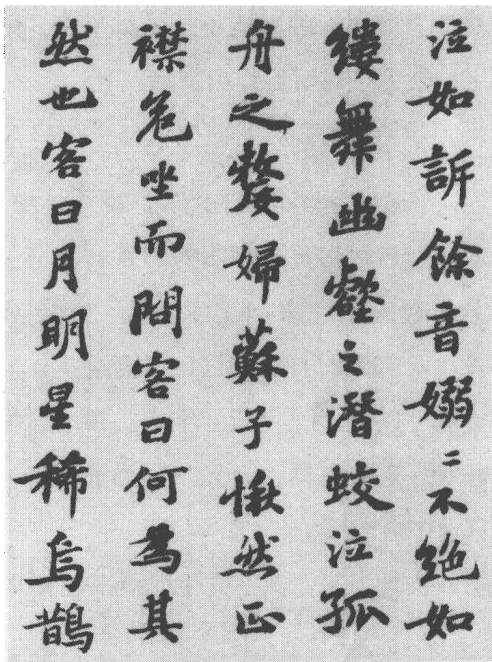 泣如訴餘音嫋〻不絶如
縷舞幽壑之潛蛟泣孤
舟之嫠婦蘇子愀然正
襟危坐而問客曰何為其
然也客曰月明星稀烏鵲